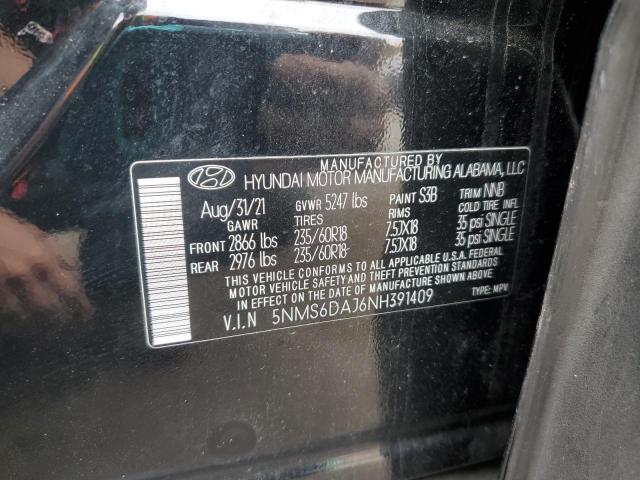 MANUFACTURED BY
HYUNDAI MOTOR MANUFACTURING ALABAMA, LLC
Aug/31/21 GVWR 5247 lbs PAINT S3B TRIM NNB
GAWR TIRES RIMS COLD TIRE INFL.
FRONT 2866 lbs 235/60R18 7.5JX18 35 psi SINGLE
REAR 2976 lbs 235/60R18 7.5JX18 35 psi SINGLE
THIS VEHICLE CONFORMS TO ALL APPLICABLE U.S.A. FEDERAL
MOTOR VEHICLE SAFETY AND THEFT PREVENTION STANDARDS
IN EFFECT ON THE DATE OF MANUFACTURE SHOWN ABOVE.
V.I.N 5NMS6DAJ6NH391409 TYPE: MPV